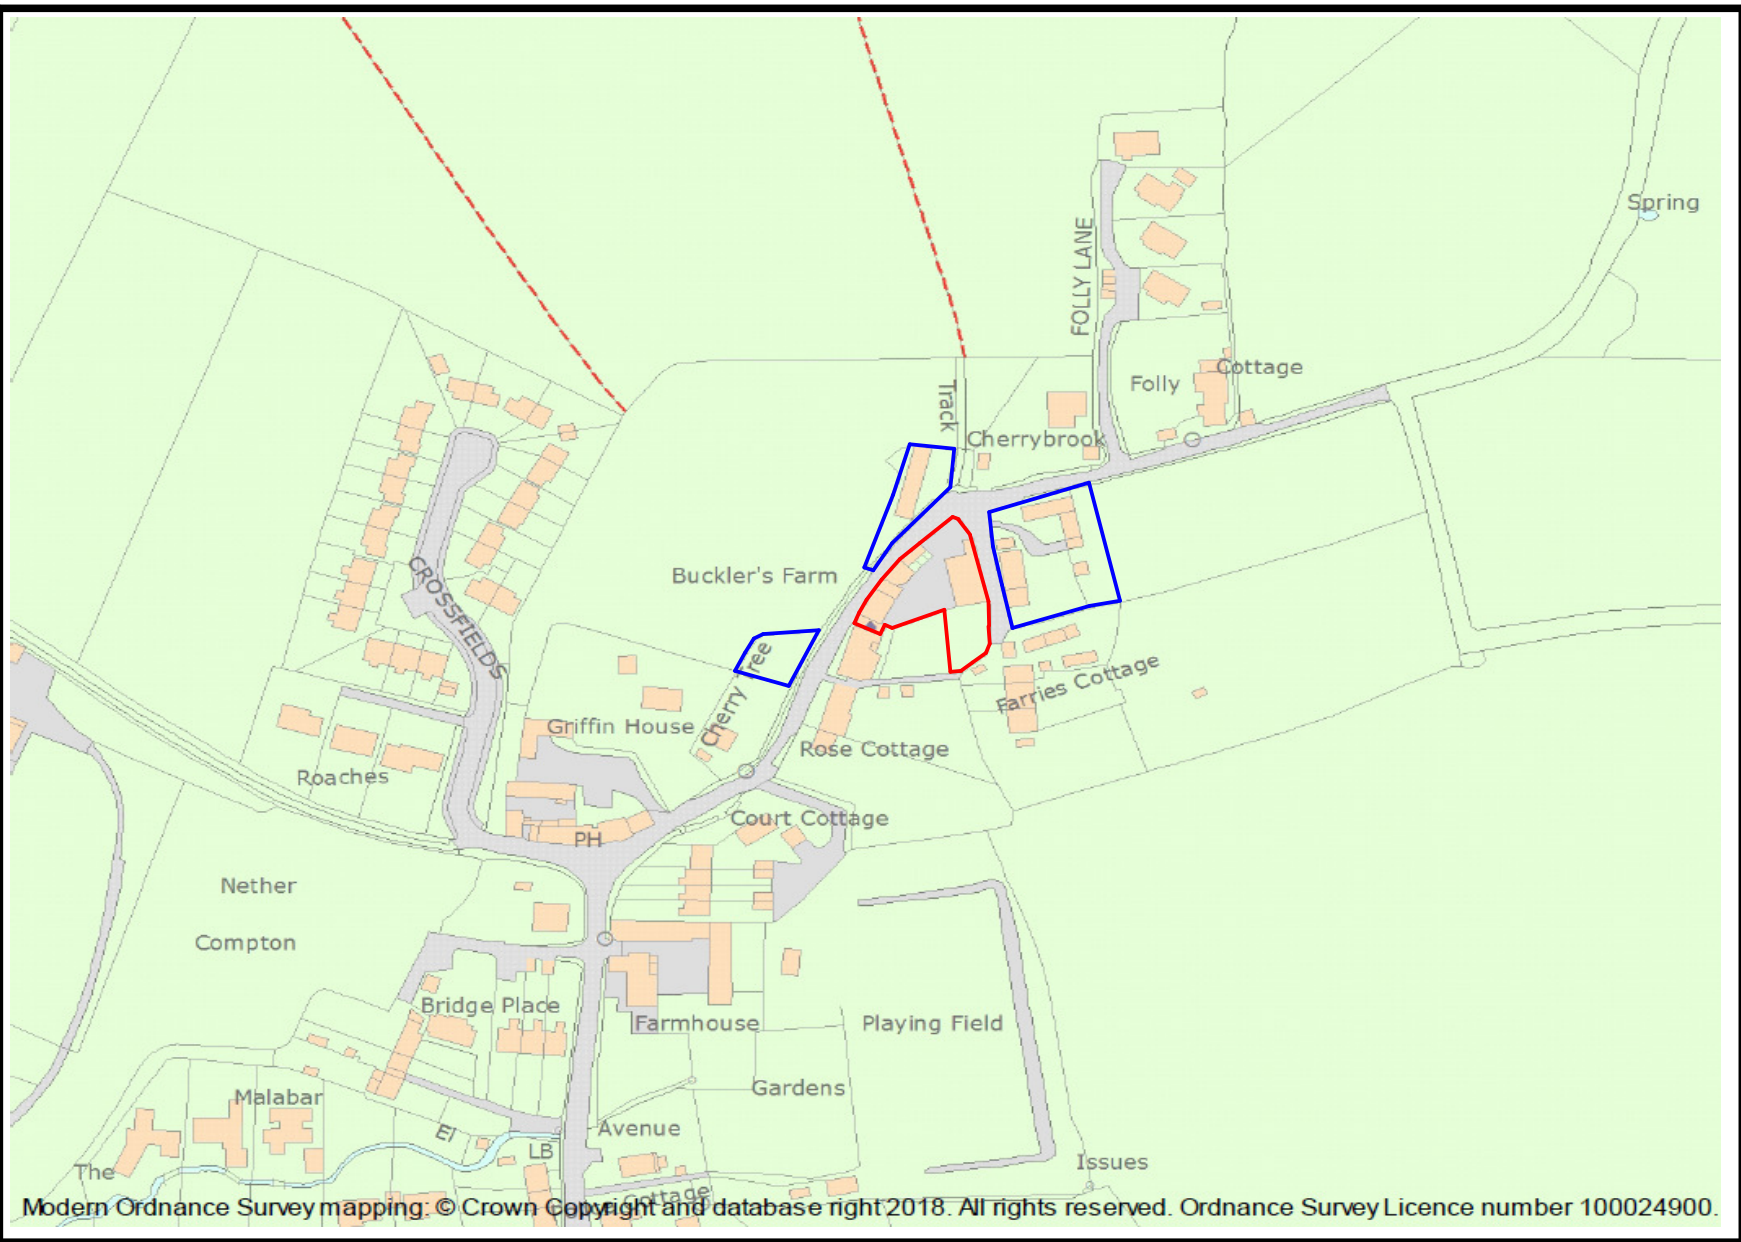 Spring
FOLLY LANE
Track
Cottage
Folly
Cherrybrook
Buckler's Farm
CROSSFIELDS
Cherry Tree
Farries Cottage
Griffin House
Rose Cottage
Roaches
Court Cottage
PH
Nether
Compton
Bridge Place
Farmhouse
Playing Field
Gardens
Malabar
El
Avenue
LB
Issues
The
Cottage
Modern Ordnance Survey mapping: © Crown Copyright and database right 2018. All rights reserved. Ordnance Survey Licence number 100024900.